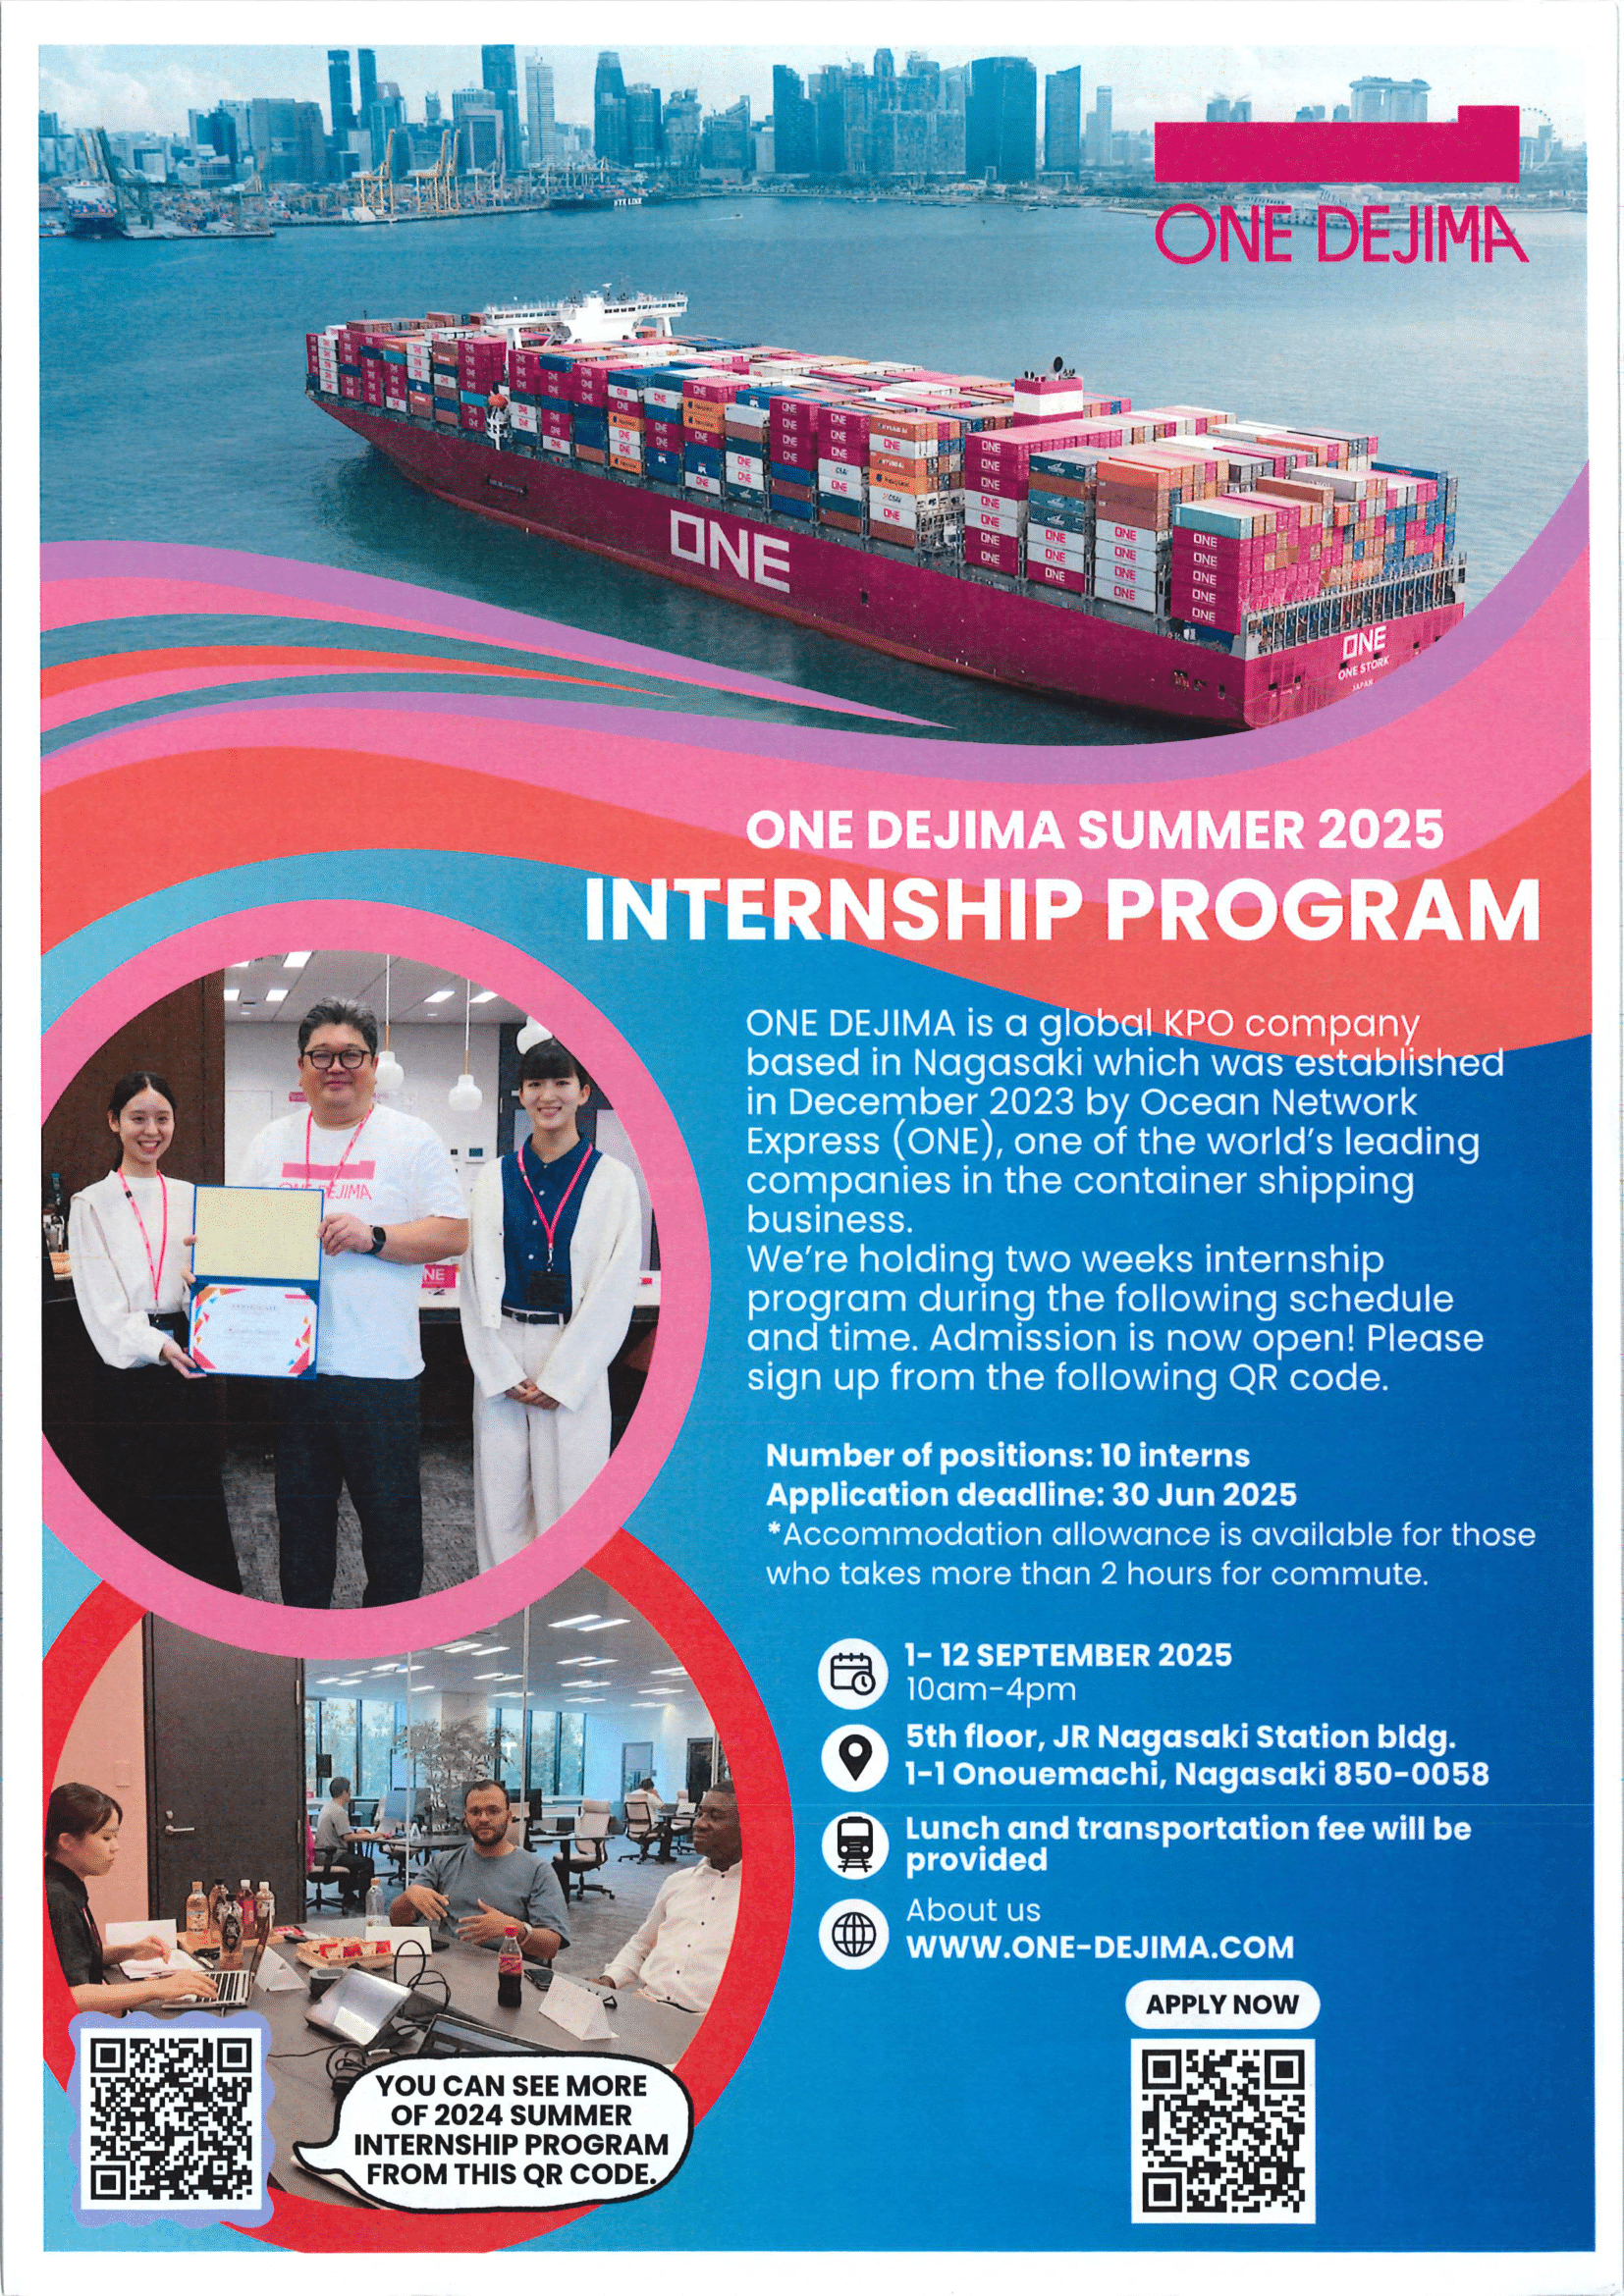 ONE DEJIMA
ONE
ONE
ONE STORK
JAPAN
ONE DEJIMA SUMMER 2025
INTERNSHIP PROGRAM
ONE DEJIMA is a global KPO company
based in Nagasaki which was established
in December 2023 by Ocean Network
Express (ONE), one of the world's leading
companies in the container shipping
business.
We're holding two weeks internship
program during the following schedule
and time. Admission is now open! Please
sign up from the following QR code.
Number of positions: 10 interns
Application deadline: 30 Jun 2025
*Accommodation allowance is available for those
who takes more than 2 hours for commute.
1- 12 SEPTEMBER 2025
10am-4pm
5th floor, JR Nagasaki Station bldg.
1-1 Onouemachi, Nagasaki 850-0058
Lunch and transportation fee will be
provided
About us
WWW.ONE-DEJIMA.COM
APPLY NOW
YOU CAN SEE MORE
OF 2024 SUMMER
INTERNSHIP PROGRAM
FROM THIS QR CODE.